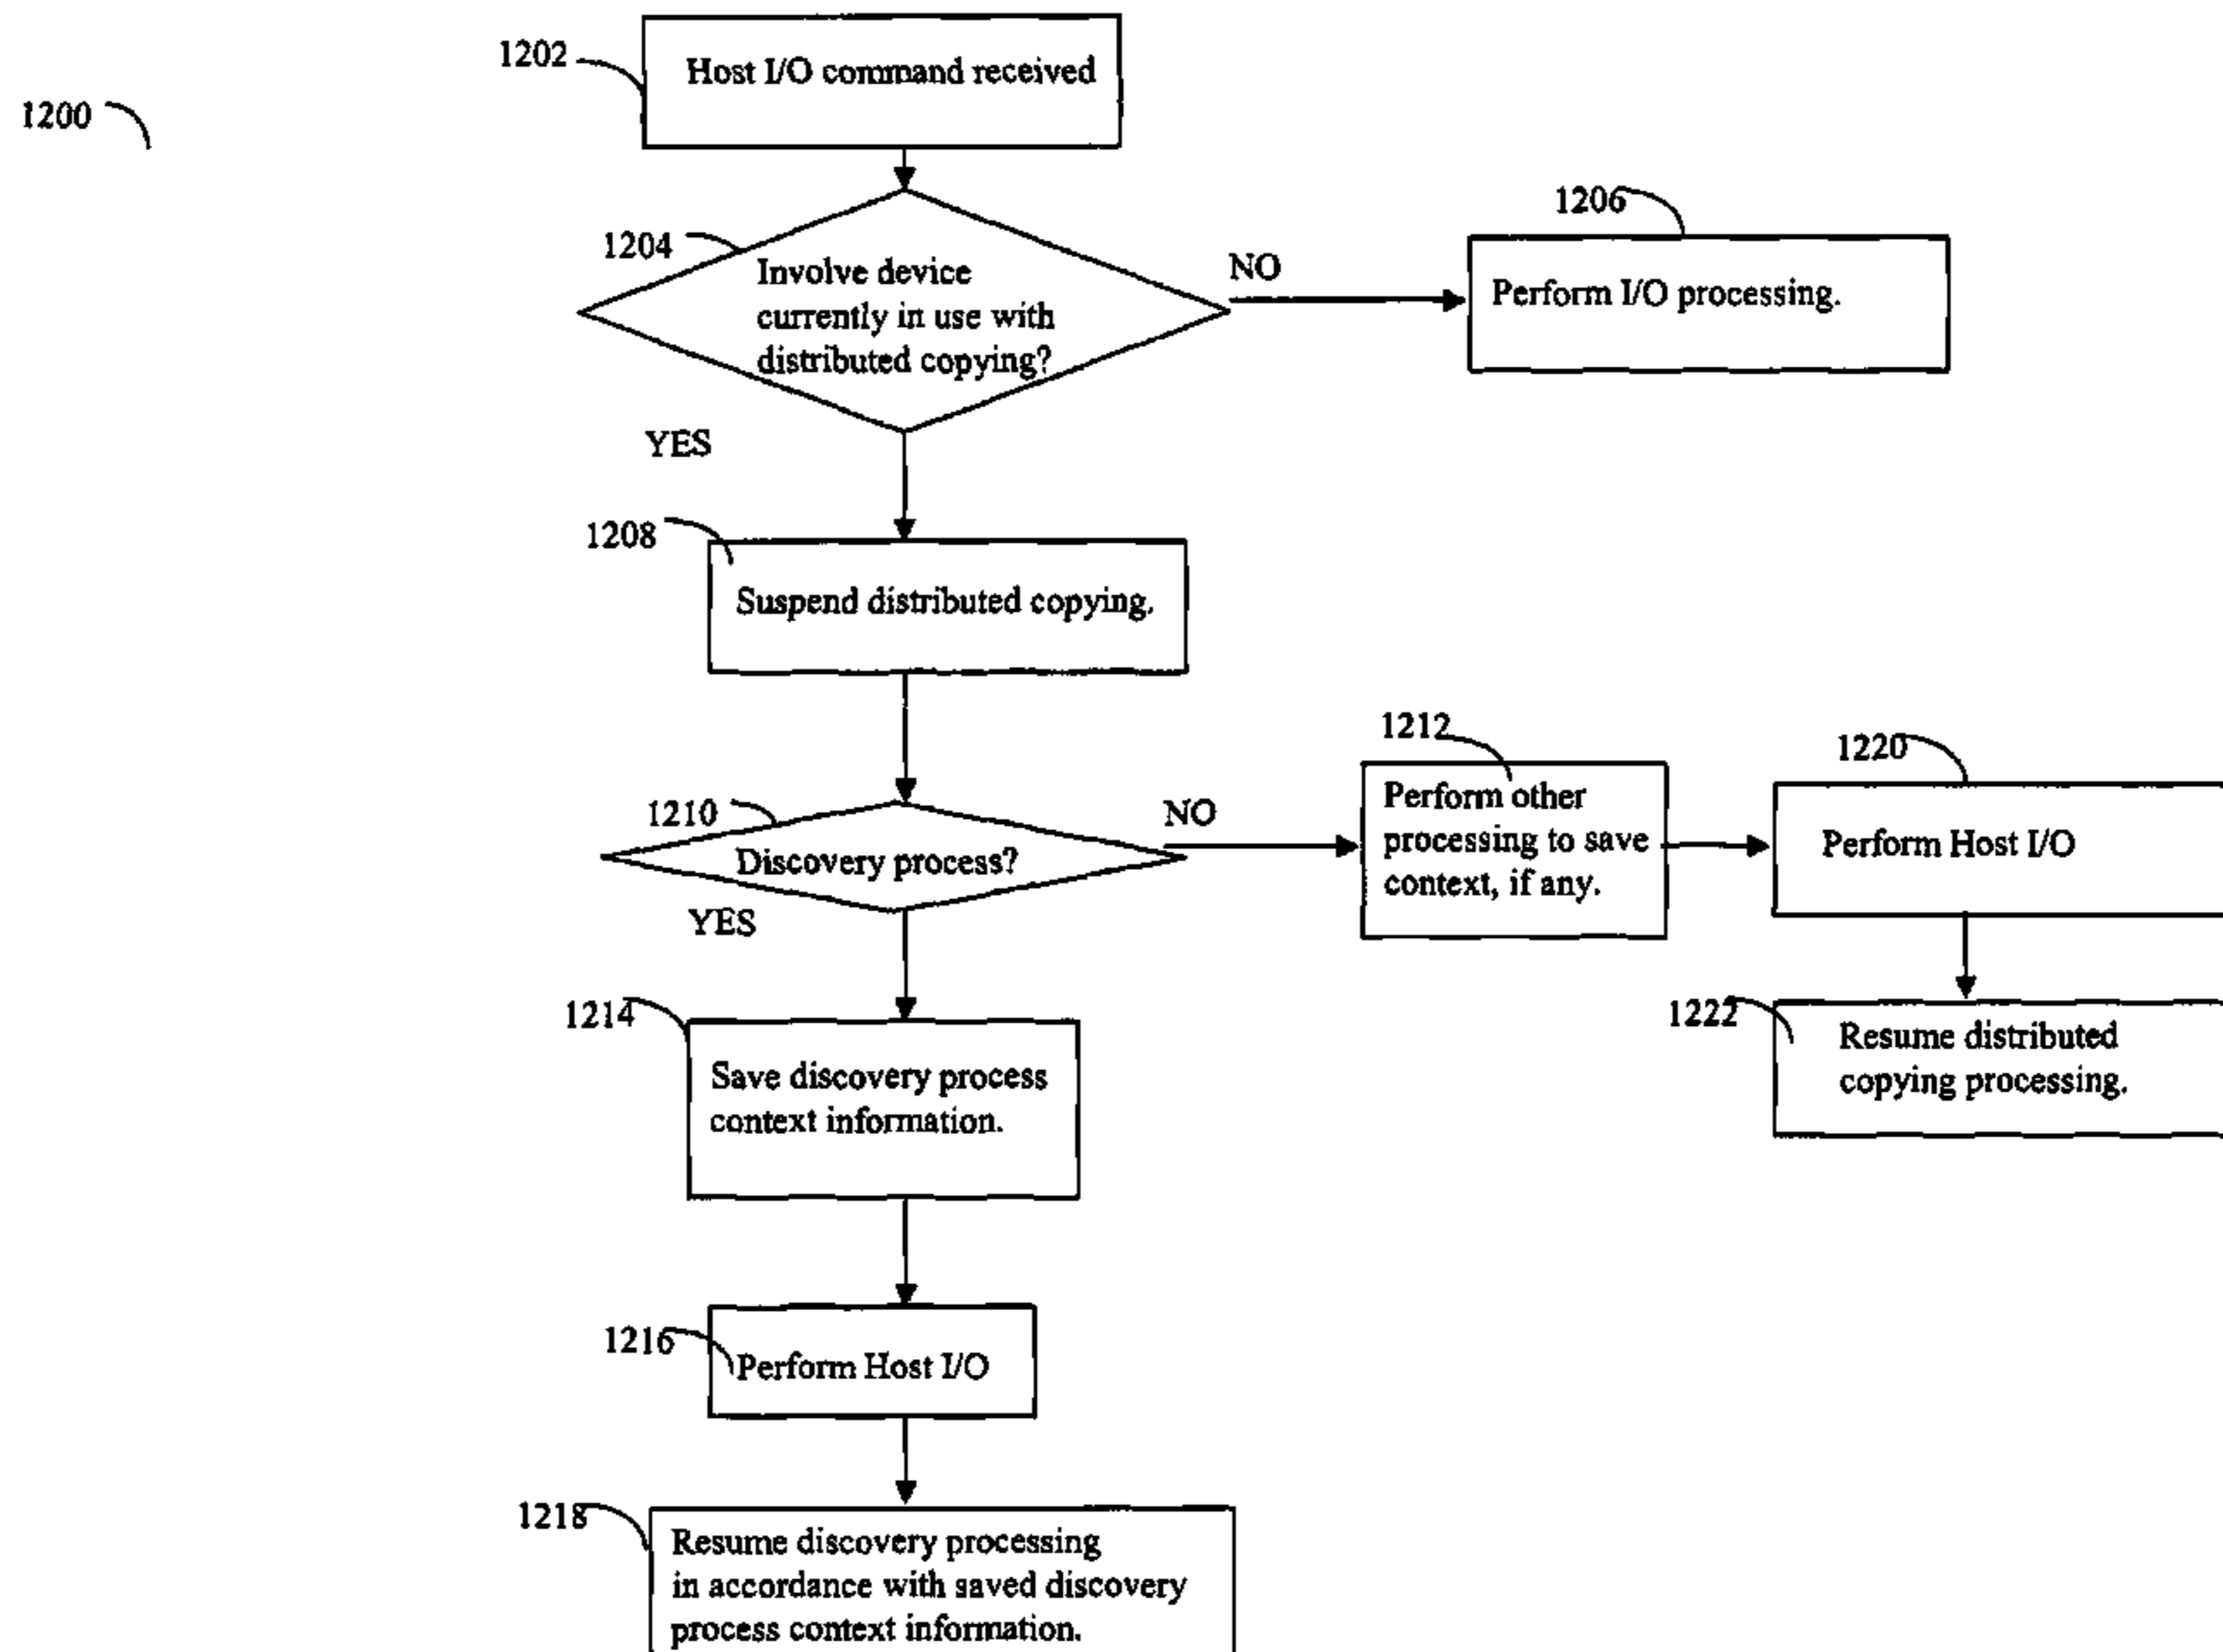 1200
1202
Host I/O command received
1204
Involve device
currently in use with
distributed copying?
NO
1206
Perform I/O processing.
YES
1208
Suspend distributed copying.
1210
Discovery process?
NO
1212
Perform other
processing to save
context, if any.
1220
Perform Host I/O
YES
1214
Save discovery process
context information.
1222
Resume distributed
copying processing.
1216
Perform Host I/O
1218
Resume discovery processing
in accordance with saved discovery
process context information.